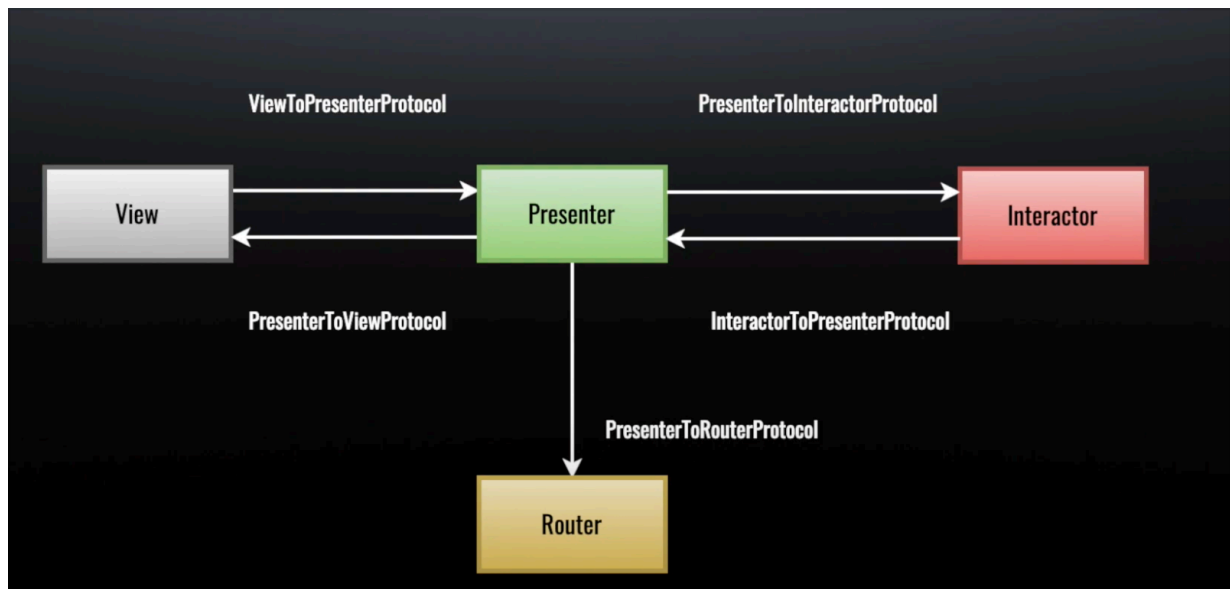 ViewToPresenterProtocol
PresenterToInteractorProtocol
View
Presenter
Interactor
PresenterToViewProtocol
InteractorToPresenterProtocol
PresenterToRouterProtocol
Router